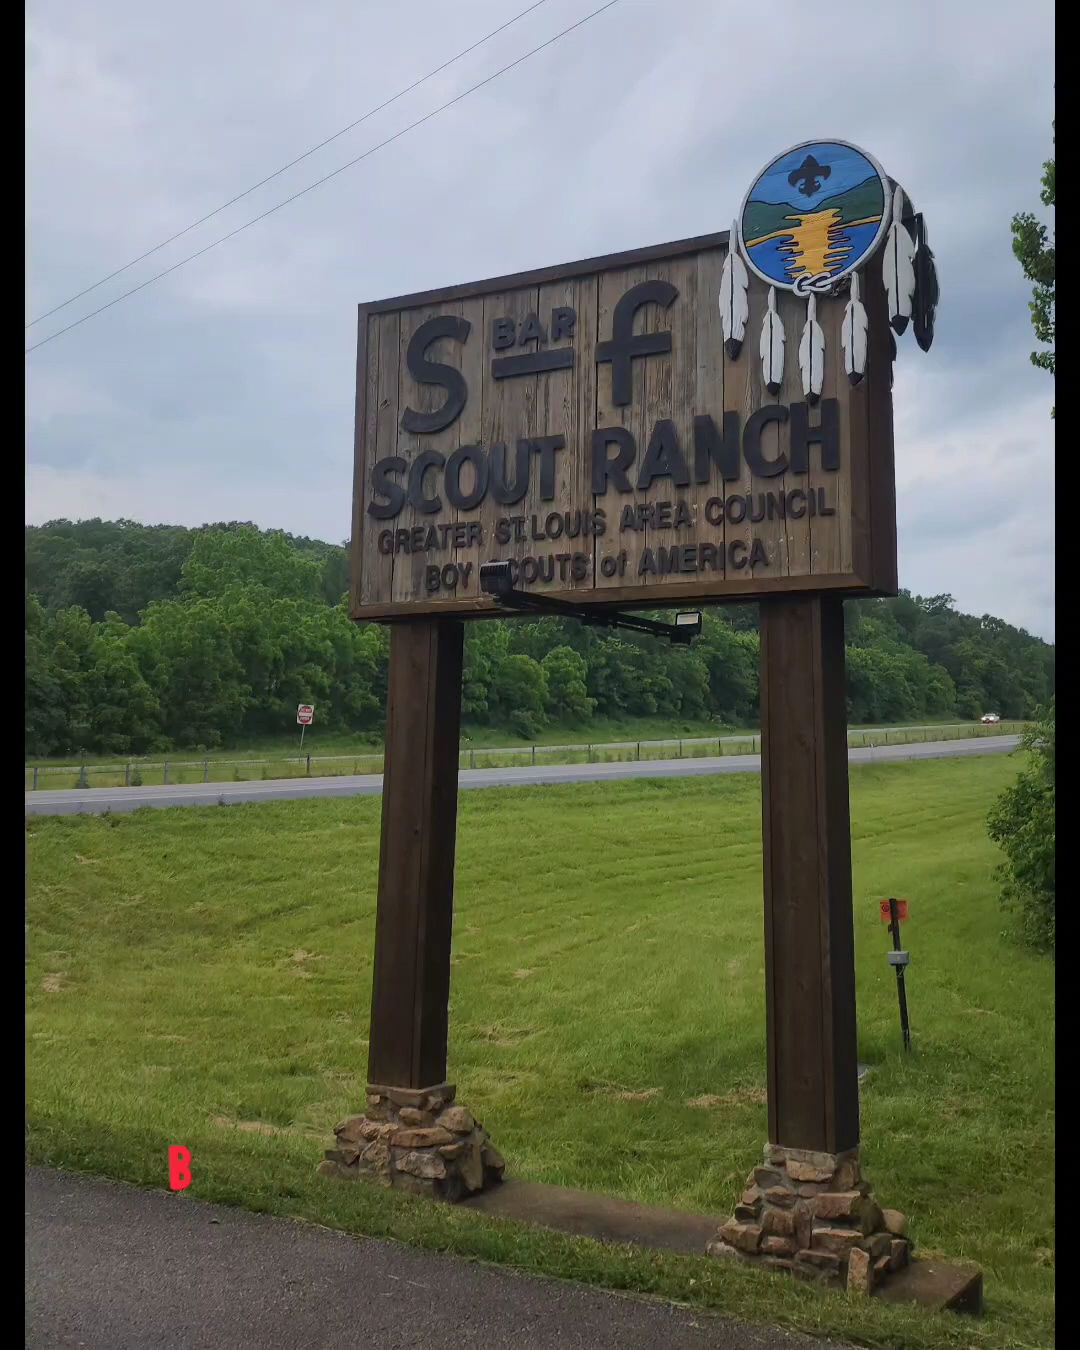 S BAR f
SCOUT RANCH
GREATER ST. LOUIS AREA COUNCIL
BOY SCOUTS of AMERICA
B